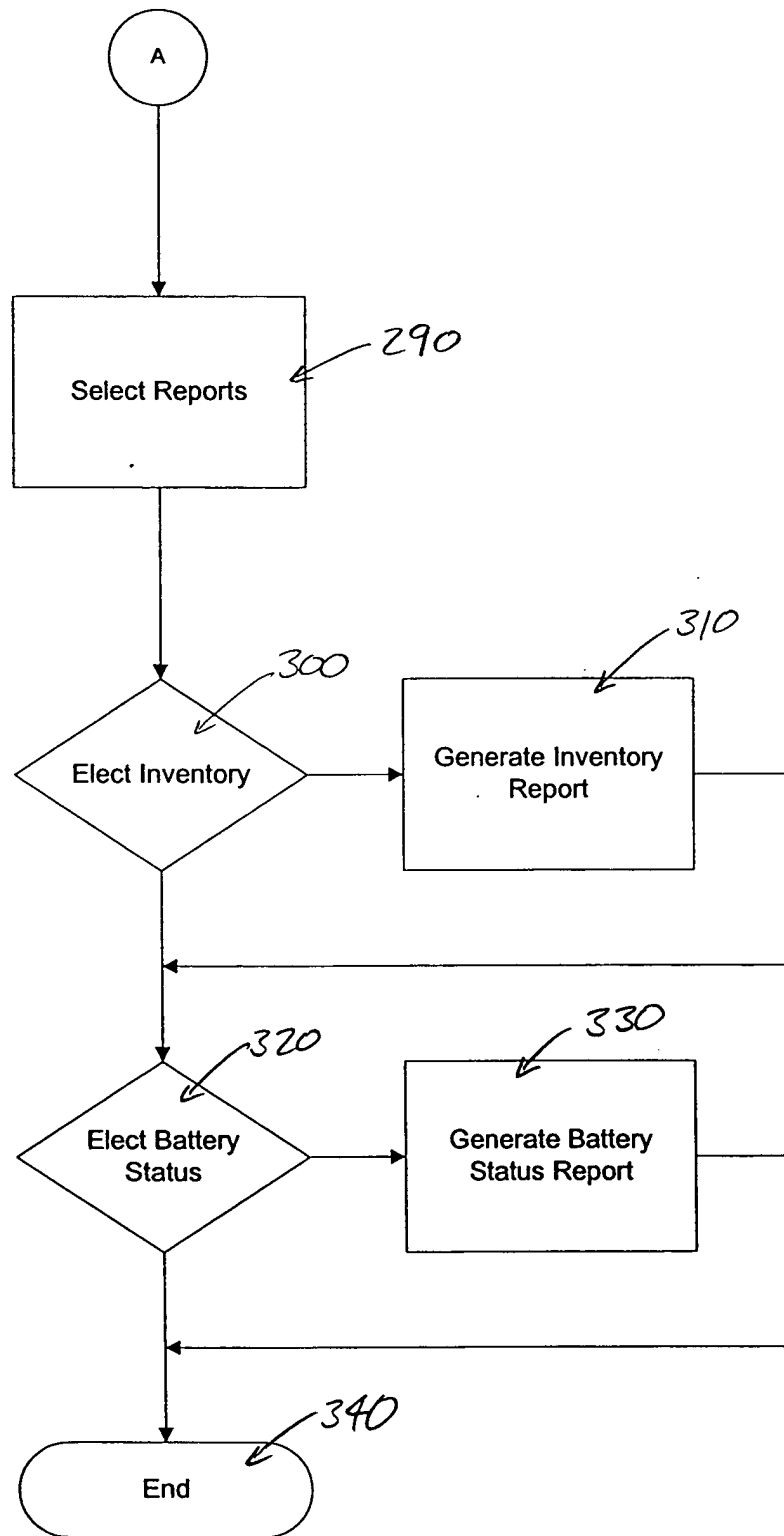 A
290
Select Reports
300
310
Elect Inventory
Generate Inventory
Report
320
330
Elect Battery
Status
Generate Battery
Status Report
340
End